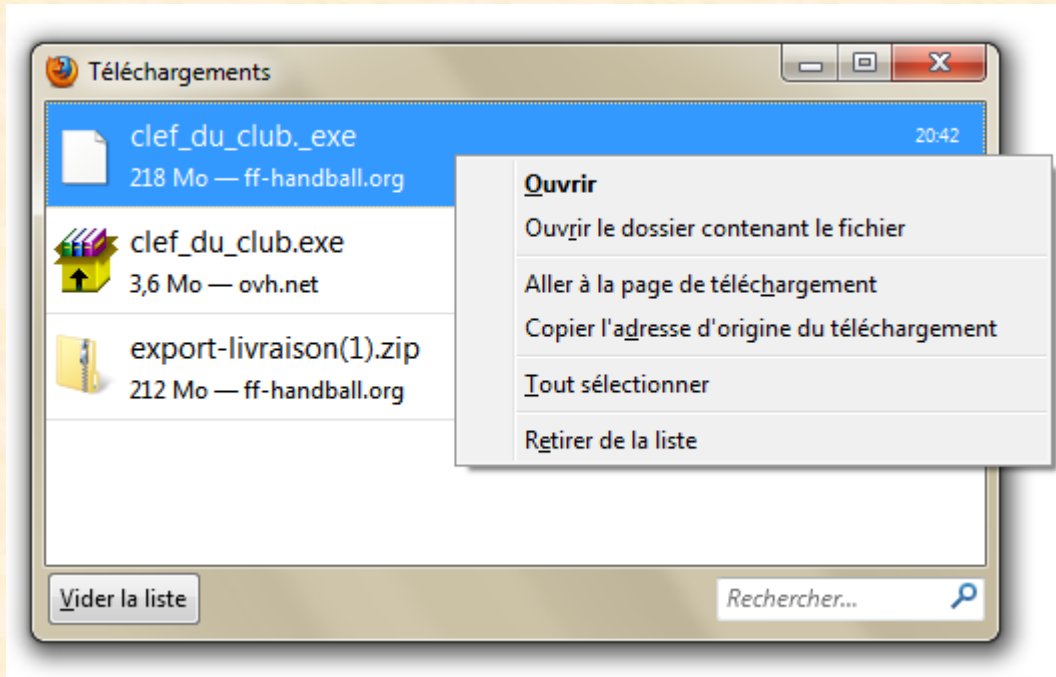 Téléchargements
clef_du_club._exe
20:42
218 Mo — ff-handball.org
clef_du_club.exe
3,6 Mo — ovh.net
export-livraison(1).zip
212 Mo — ff-handball.org
Ouvrir
Ouvrir le dossier contenant le fichier
Aller à la page de téléchargement
Copier l'adresse d'origine du téléchargement
Tout sélectionner
Retirer de la liste
Vider la liste
Rechercher...